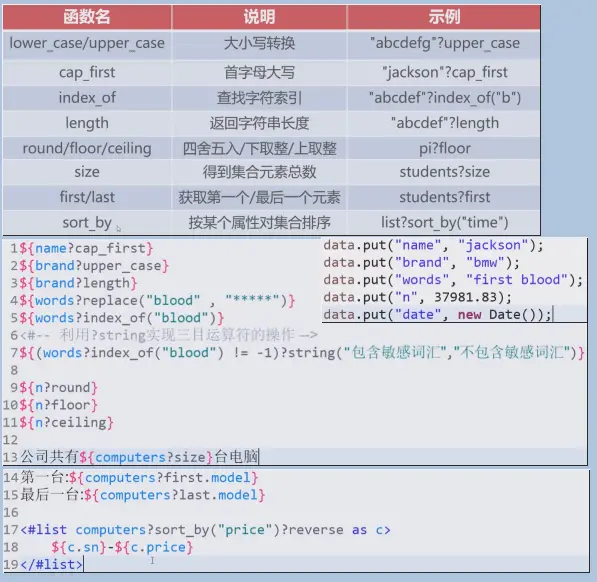 函数名 说明 示例
lower_case/upper_case 大小写转换 "abcdefg"?upper_case
cap_first 首字母大写 "jackson"?cap_first
index_of 查找字符索引 "abcdef"?index_of("b")
length 返回字符串长度 "abcdef"?length
round/floor/ceiling 四舍五入/下取整/上取整 pi?floor
size 得到集合元素总数 students?size
first/last 获取第一个/最后一个元素 students?first
sort_by 按某个属性对集合排序 list?sort_by("time")
1${name?cap_first}
2${brand?upper_case}
3${brand?length}
4${words?replace("blood" , "*****")}
5${words?index_of("blood")}
6<#-- 利用?string实现三目运算符的操作 -->
7${(words?index_of("blood") != -1)?string("包含敏感词汇","不包含敏感词汇")}
8
9${n?round}
10${n?floor}
11${n?ceiling}
12
13公司共有${computers?size}台电脑
data.put("name", "jackson");
data.put("brand", "bmw");
data.put("words", "first blood");
data.put("n", 37981.83);
data.put("date", new Date());
14第一台:${computers?first.model}
15最后一台:${computers?last.model}
16
17<#list computers?sort_by("price")?reverse as c>
18 ${c.sn}-${c.price}
19</#list>